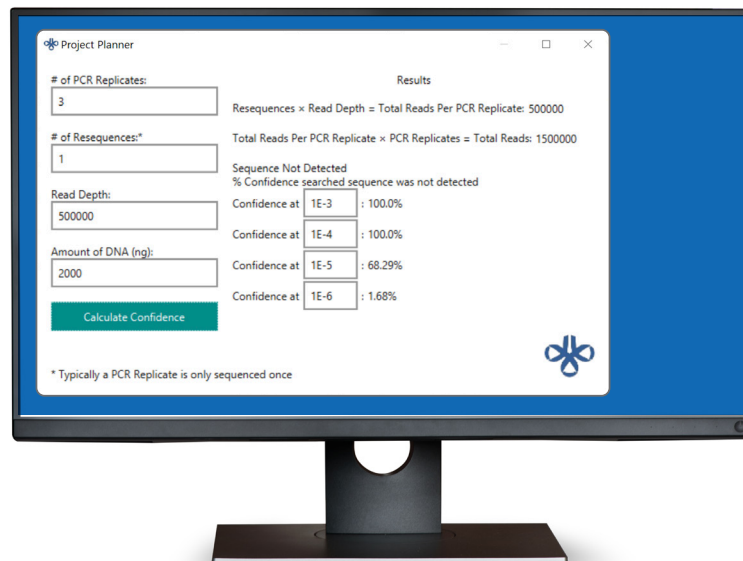 Project Planner
# of PCR Replicates:
3
# of Resequences:*
1
Read Depth:
500000
Amount of DNA (ng):
2000
Calculate Confidence
* Typically a PCR Replicate is only sequenced once
Results
Resequences × Read Depth = Total Reads Per PCR Replicate: 500000
Total Reads Per PCR Replicate × PCR Replicates = Total Reads: 1500000
Sequence Not Detected
% Confidence searched sequence was not detected
Confidence at 1E-3 : 100.0%
Confidence at 1E-4 : 100.0%
Confidence at 1E-5 : 68.29%
Confidence at 1E-6 : 1.68%